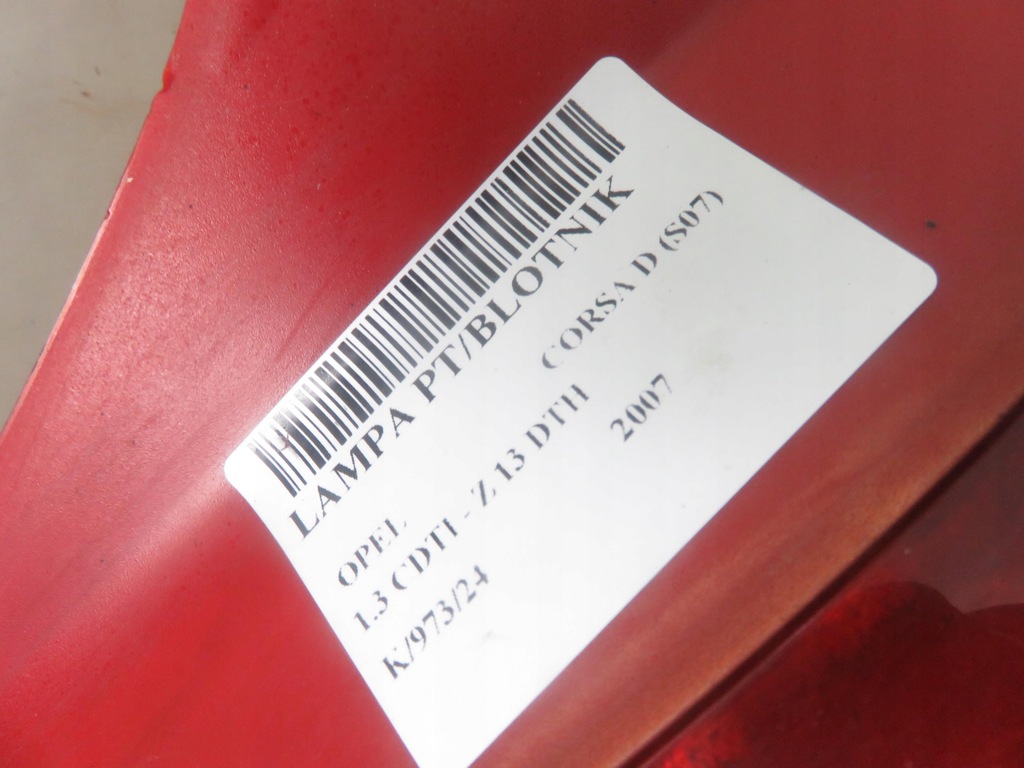 LAMPA PT/BLOTNIK
OPEL CORSA D (S07)
1.3 CDTI - Z 13 DTH 2007
K/973/24